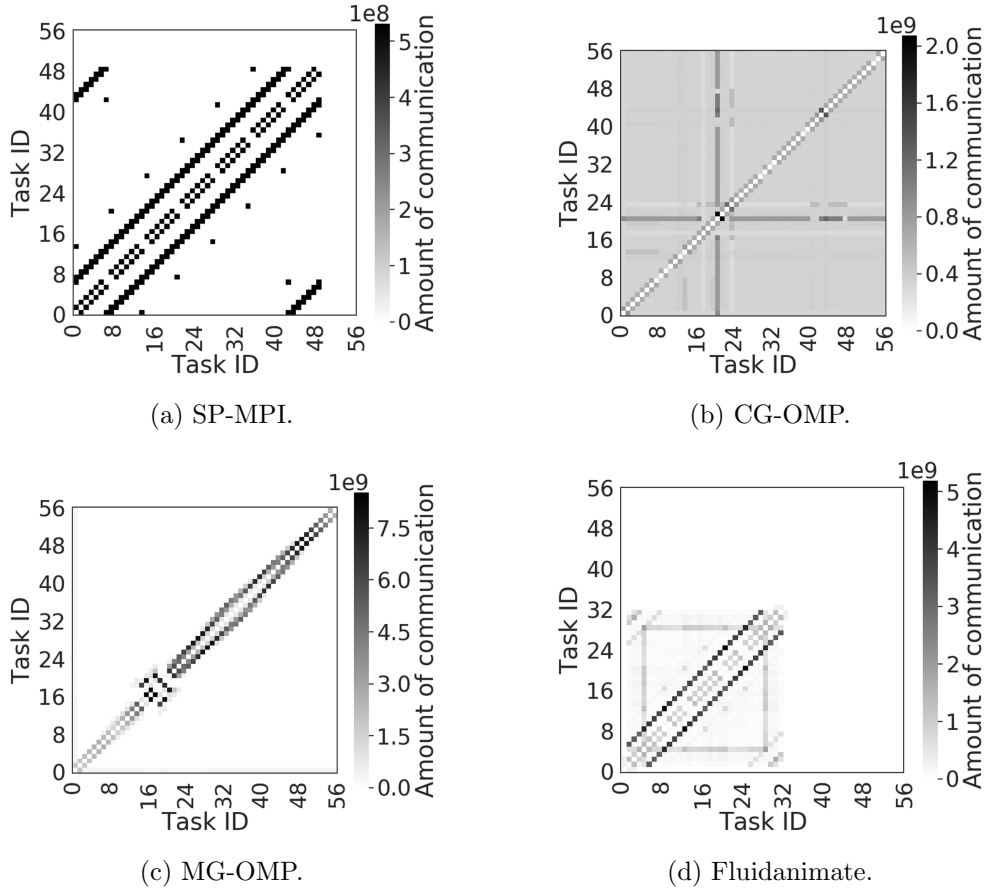 1e8
56
48
40
32
24
16
8
0
Task ID
0 8 16 24 32 40 48 56
Task ID
5
4
3
2
1
0
Amount of communication
(a) SP-MPI.
1e9
56
48
40
32
24
16
8
0
Task ID
0 8 16 24 32 40 48 56
Task ID
2.0
1.6
1.2
0.8
0.4
0.0
Amount of communication
(b) CG-OMP.
1e9
56
48
40
32
24
16
8
0
Task ID
0 8 16 24 32 40 48 56
Task ID
7.5
6.0
4.5
3.0
1.5
0.0
Amount of communication
(c) MG-OMP.
1e9
56
48
40
32
24
16
8
0
Task ID
0 8 16 24 32 40 48 56
Task ID
5
4
3
2
1
0
Amount of communication
(d) Fluidanimate.